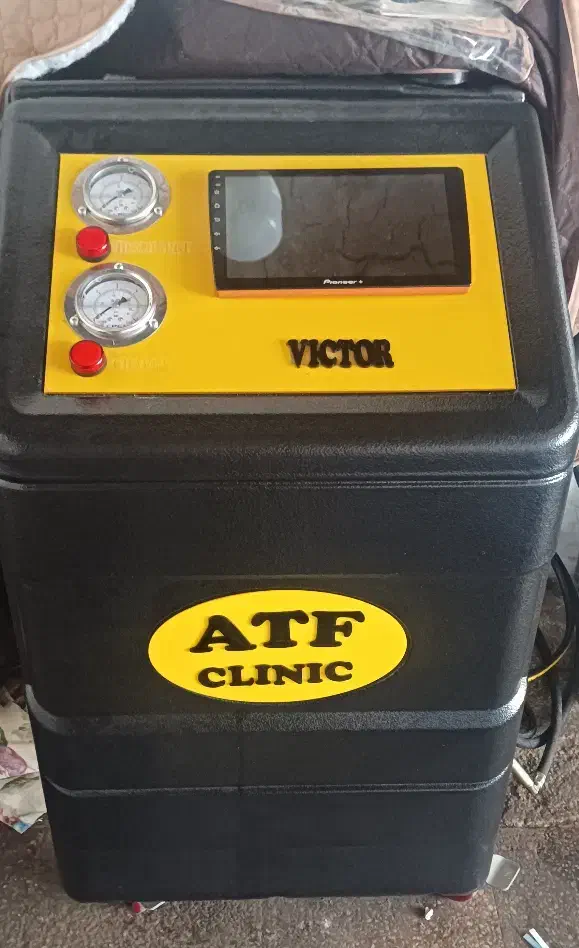 Pioneer
VICTOR
ATF
CLINIC